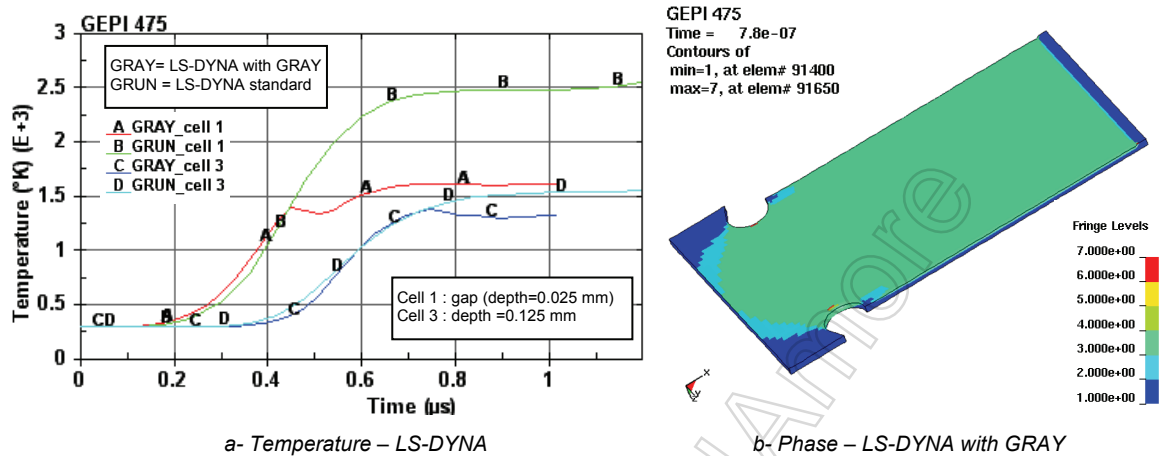 GEPI 475
3
2.5
2
1.5
1
0.5
0
Temperature (ºK) (E+3)
GRAY= LS-DYNA with GRAY
GRUN = LS-DYNA standard
A GRAY_cell 1
B GRUN_cell 1
C GRAY_cell 3
D GRUN_cell 3
B B B
A A A
B
D D
C C
A
B
CD C D
D
C
Cell 1 : gap (depth=0.025 mm)
Cell 3 : depth =0.125 mm
0 0.2 0.4 0.6 0.8 1
Time (µs)
a- Temperature – LS-DYNA
GEPI 475
Time = 7.8e-07
Contours of
min=1, at elem# 91400
max=7, at elem# 91650
Fringe Levels
7.000e+00
6.000e+00
5.000e+00
4.000e+00
3.000e+00
2.000e+00
1.000e+00
X
Y
Z
b- Phase – LS-DYNA with GRAY